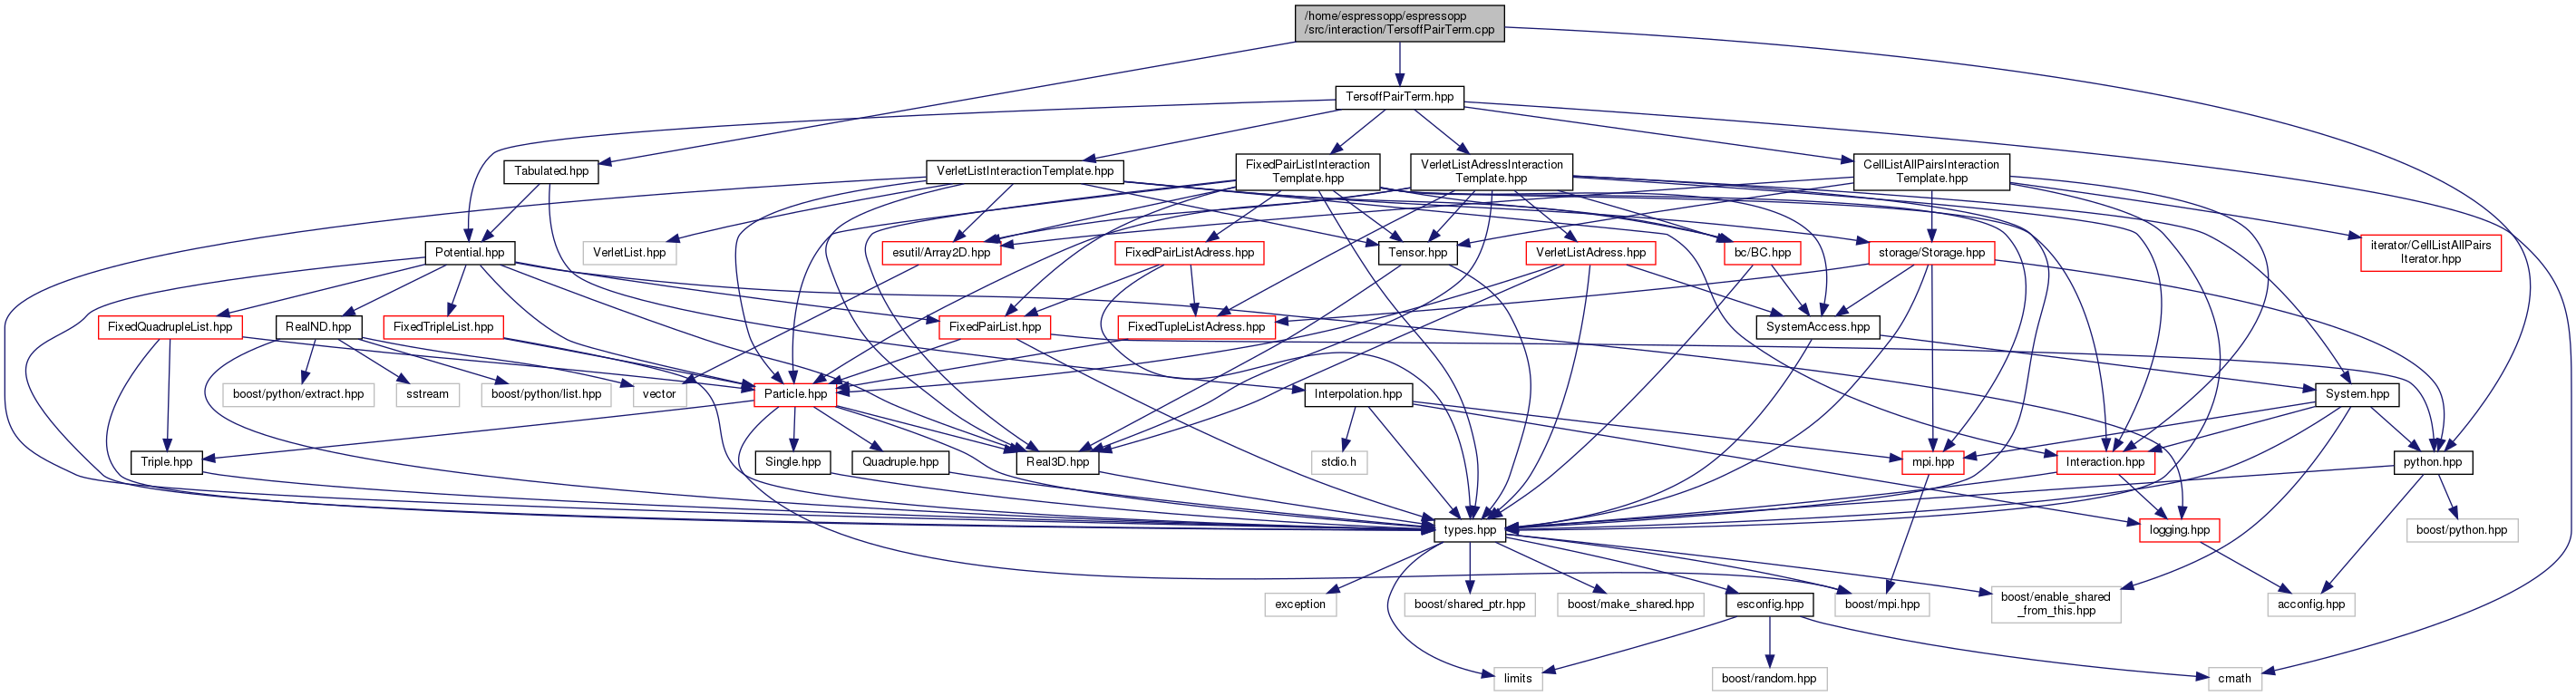 /home/espressopp/espressopp
/src/interaction/TersoffPairTerm.cpp
TersoffPairTerm.hpp
Tabulated.hpp
VerletListInteractionTemplate.hpp
FixedPairListInteraction
Template.hpp
VerletListAdressInteraction
Template.hpp
CellListAllPairsInteraction
Template.hpp
Potential.hpp
VerletList.hpp
esutil/Array2D.hpp
FixedPairListAdress.hpp
Tensor.hpp
VerletListAdress.hpp
bc/BC.hpp
storage/Storage.hpp
iterator/CellListAllPairs
Iterator.hpp
FixedQuadrupleList.hpp
RealND.hpp
FixedTripleList.hpp
FixedPairList.hpp
FixedTupleListAdress.hpp
SystemAccess.hpp
boost/python/extract.hpp
sstream
boost/python/list.hpp
vector
Particle.hpp
Interpolation.hpp
System.hpp
Triple.hpp
Single.hpp
Quadruple.hpp
Real3D.hpp
stdio.h
mpi.hpp
Interaction.hpp
python.hpp
types.hpp
logging.hpp
boost/python.hpp
exception
boost/shared_ptr.hpp
boost/make_shared.hpp
esconfig.hpp
boost/mpi.hpp
boost/enable_shared
_from_this.hpp
acconfig.hpp
limits
boost/random.hpp
cmath